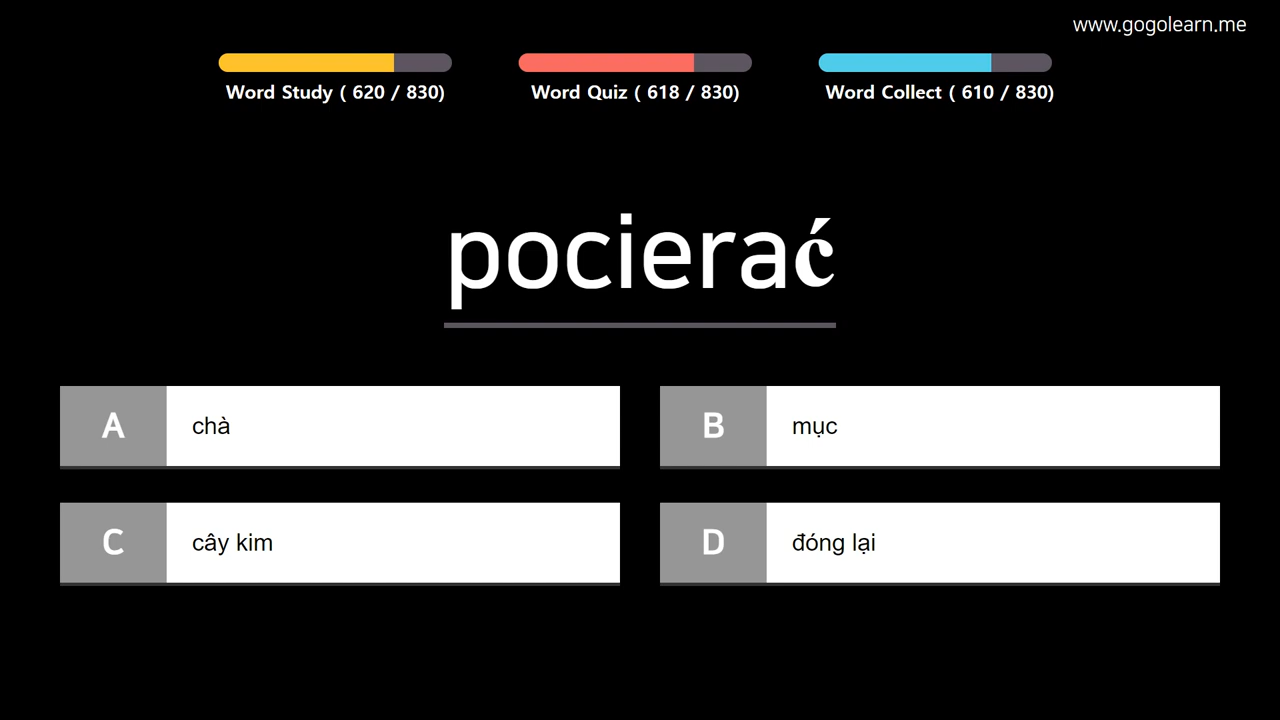 www.gogolearn.me
Word Study ( 620 / 830)
Word Quiz ( 618 / 830)
Word Collect ( 610 / 830)
pocierać
A chà
B mục
C cây kim
D đóng lại